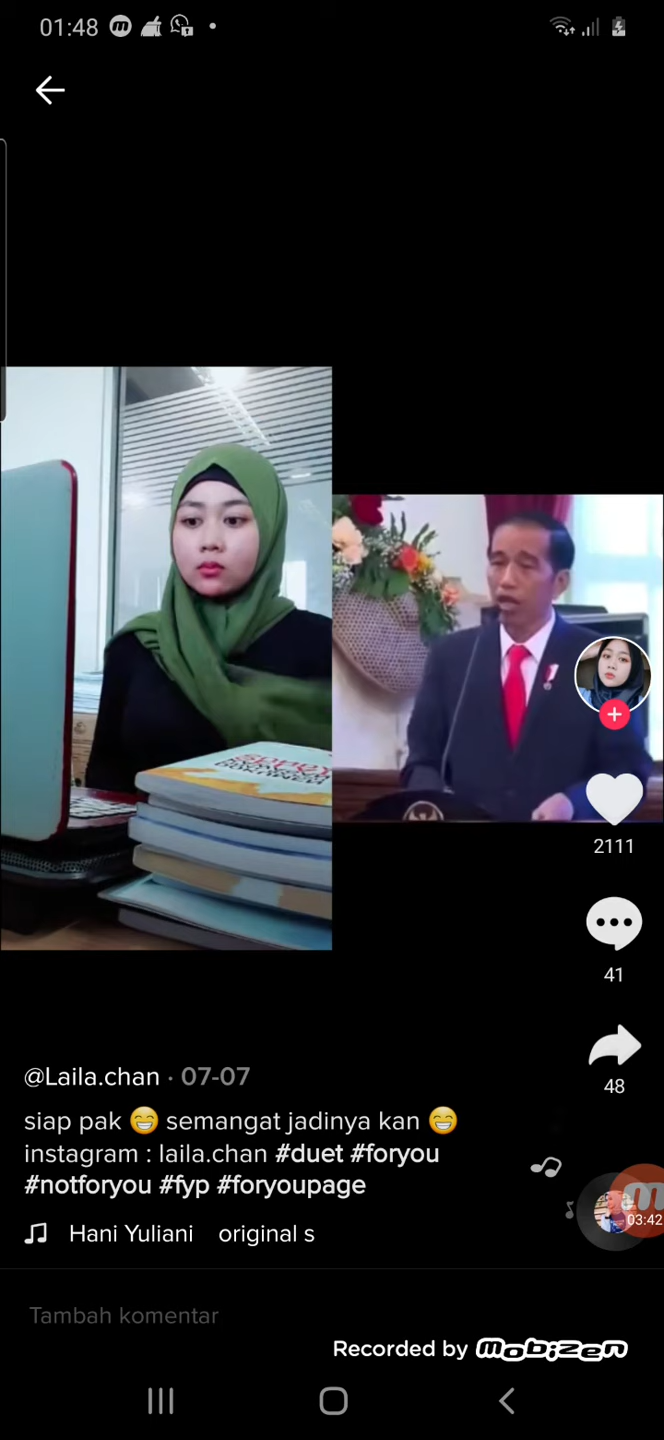 01:48
2111
41
48
@Laila.chan · 07-07
siap pak 😁 semangat jadinya kan 😁
instagram : laila.chan #duet #foryou
#notforyou #fyp #foryoupage
Hani Yuliani original s
03:42
Tambah komentar
Recorded by mobizen